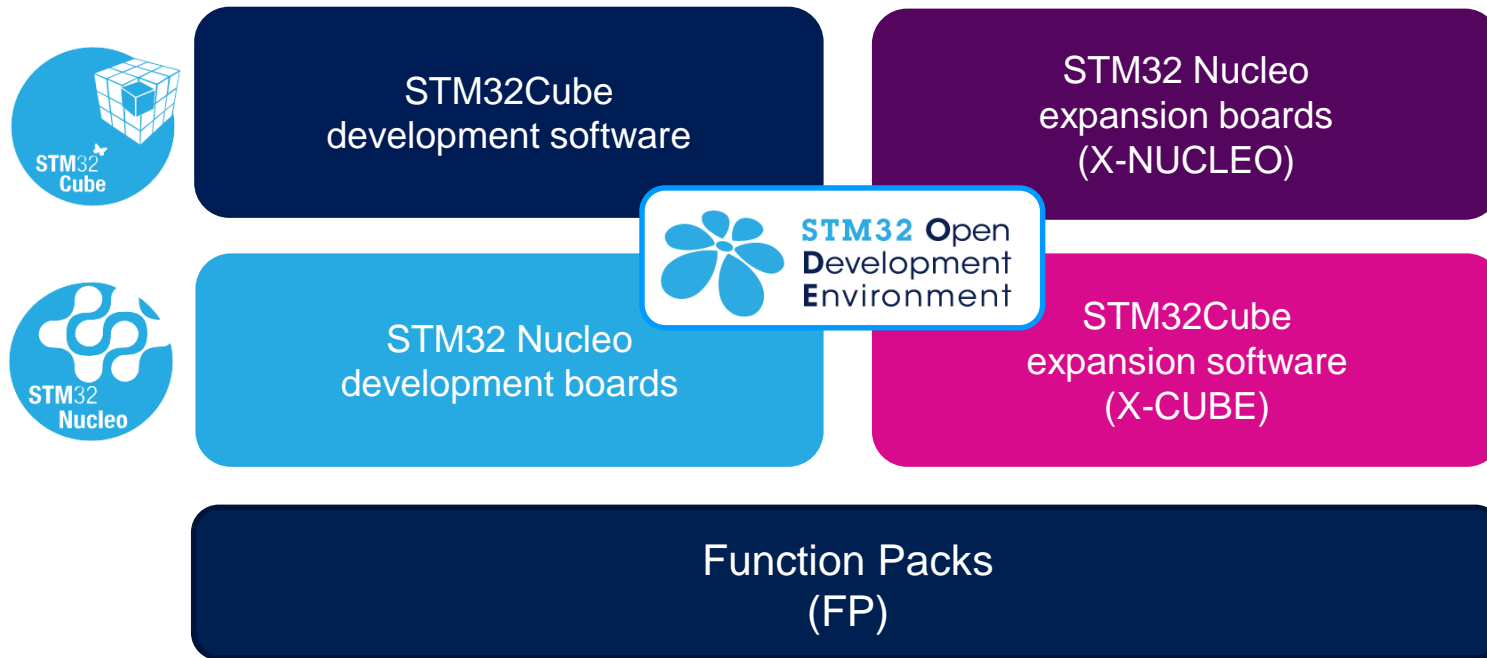 STM32Cube
development software
STM32 Nucleo
expansion boards
(X-NUCLEO)
STM32
Cube
STM32 Open
Development
Environment
STM32 Nucleo
development boards
STM32Cube
expansion software
(X-CUBE)
STM32
Nucleo
Function Packs
(FP)